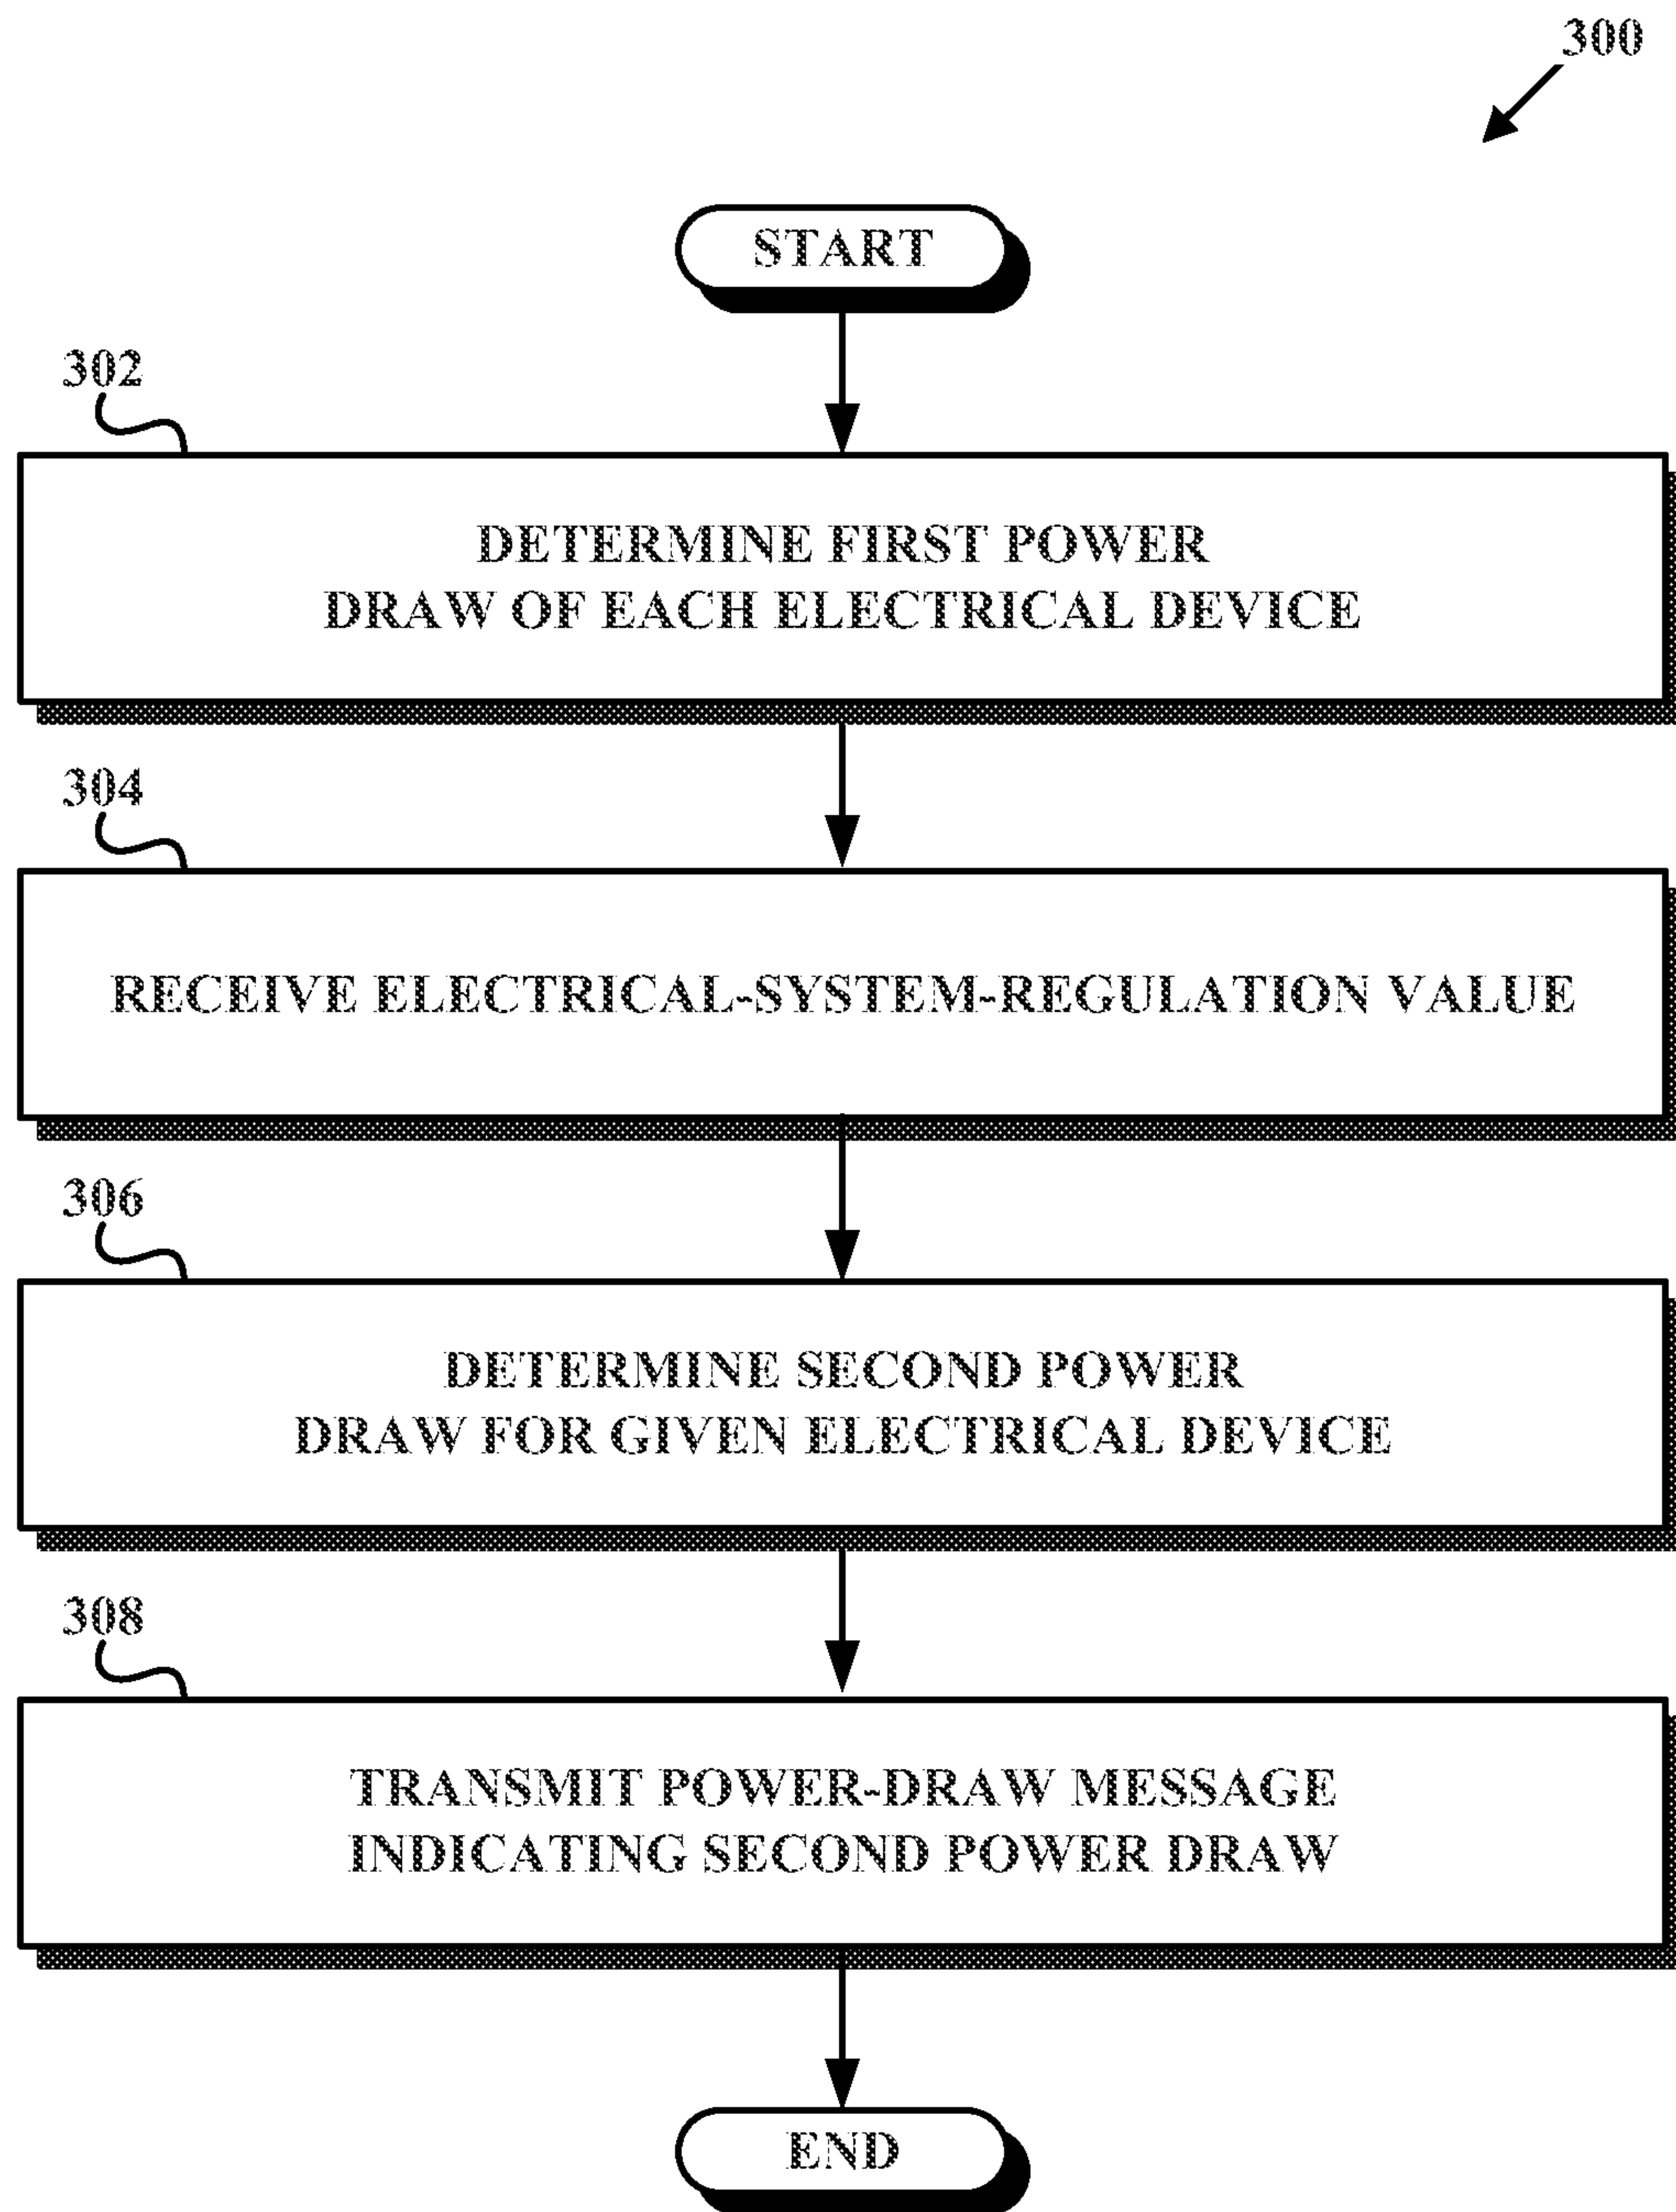 300
START
302
DETERMINE FIRST POWER
DRAW OF EACH ELECTRICAL DEVICE
304
RECEIVE ELECTRICAL-SYSTEM-REGULATION VALUE
306
DETERMINE SECOND POWER
DRAW FOR GIVEN ELECTRICAL DEVICE
308
TRANSMIT POWER-DRAW MESSAGE
INDICATING SECOND POWER DRAW
END